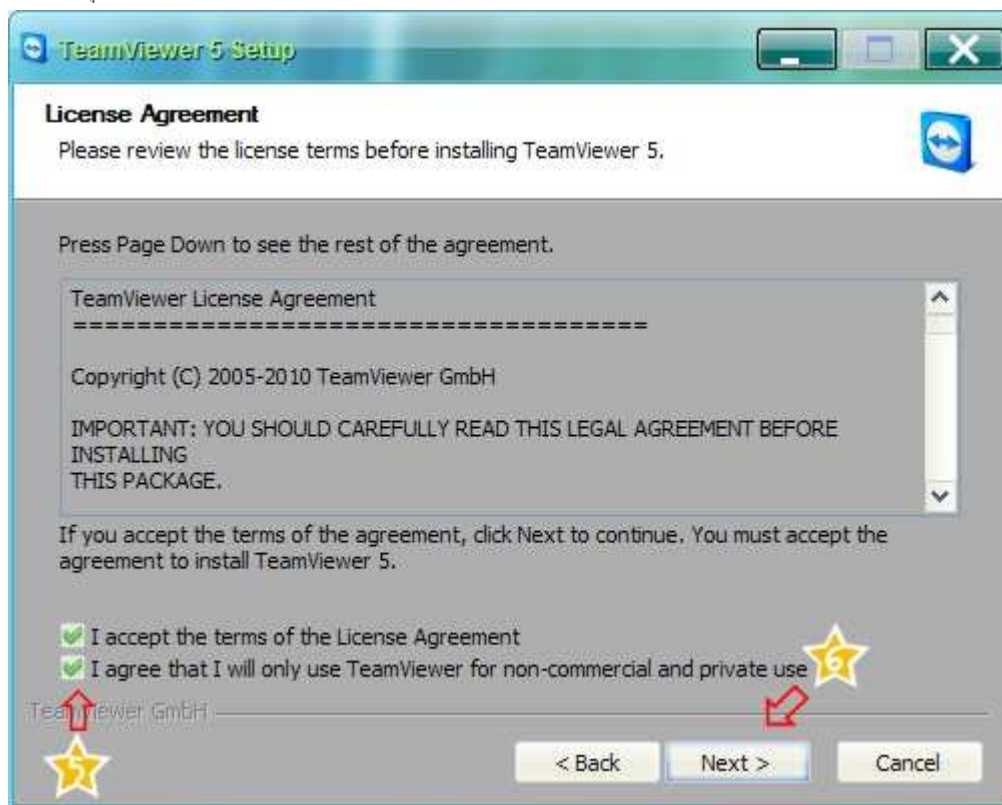 TeamViewer 5 Setup
License Agreement
Please review the license terms before installing TeamViewer 5.
Press Page Down to see the rest of the agreement.
TeamViewer License Agreement
====================================
Copyright (C) 2005-2010 TeamViewer GmbH
IMPORTANT: YOU SHOULD CAREFULLY READ THIS LEGAL AGREEMENT BEFORE
INSTALLING
THIS PACKAGE.
If you accept the terms of the agreement, click Next to continue. You must accept the
agreement to install TeamViewer 5.
I accept the terms of the License Agreement
I agree that I will only use TeamViewer for non-commercial and private use
6
TeamViewer GmbH
5
< Back
Next >
Cancel